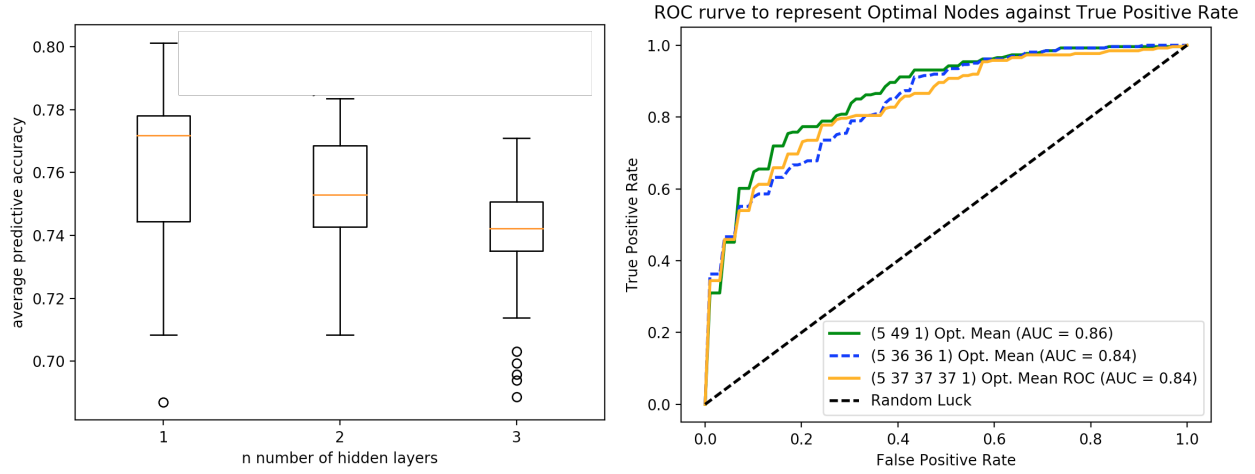 0.80
0.78
0.76
0.74
0.72
0.70
average predictive accuracy
1
2
3
n number of hidden layers
ROC rurve to represent Optimal Nodes against True Positive Rate
1.0
0.8
0.6
0.4
0.2
0.0
True Positive Rate
(5 49 1) Opt. Mean (AUC = 0.86)
(5 36 36 1) Opt. Mean (AUC = 0.84)
(5 37 37 37 1) Opt. Mean ROC (AUC = 0.84)
Random Luck
0.0
0.2
0.4
0.6
0.8
1.0
False Positive Rate